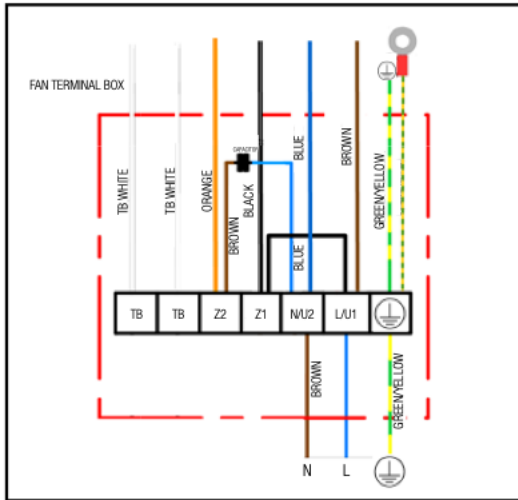 FAN TERMINAL BOX
CAPACITOR
TB WHITE
TB WHITE
ORANGE
BROWN
BLACK
BLUE
BLUE
BROWN
GREEN/YELLOW
TB
TB
Z2
Z1
N/U2
L/U1
BROWN
GREEN/YELLOW
N
L